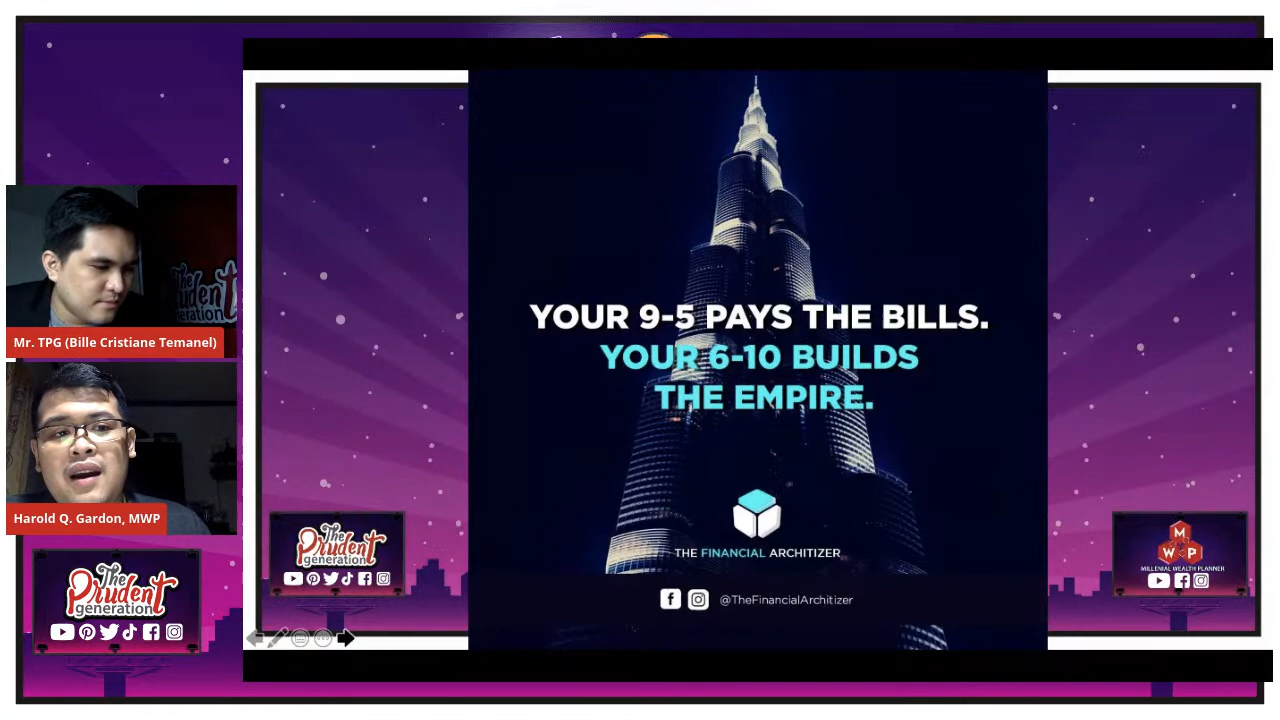 The
Prudent
generation
Mr. TPG (Bille Cristiane Temanel)
Harold Q. Gardon, MWP
The
Prudent
generation
YOUR 9-5 PAYS THE BILLS.
YOUR 6-10 BUILDS
THE EMPIRE.
THE FINANCIAL ARCHITIZER
@TheFinancialArchitizer
The
Prudent
generation
M
W P
MILLENIAL WEALTH PLANNER